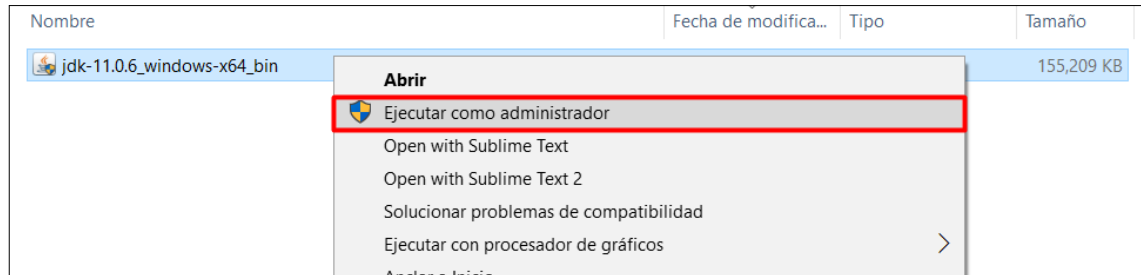 Nombre Fecha de modifica... Tipo Tamaño
jdk-11.0.6_windows-x64_bin 155,209 KB
Abrir
Ejecutar como administrador
Open with Sublime Text
Open with Sublime Text 2
Solucionar problemas de compatibilidad
Ejecutar con procesador de gráficos